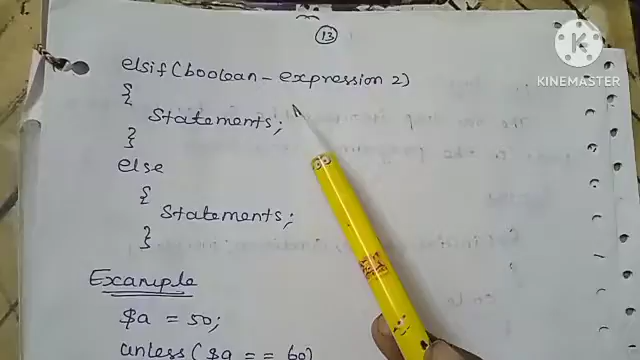 13
KINEMASTER
elsif (boolean - expression 2)
{
Statements;
}
else
{
Statements;
}
Example
$a = 50;
unless ($a == 60)